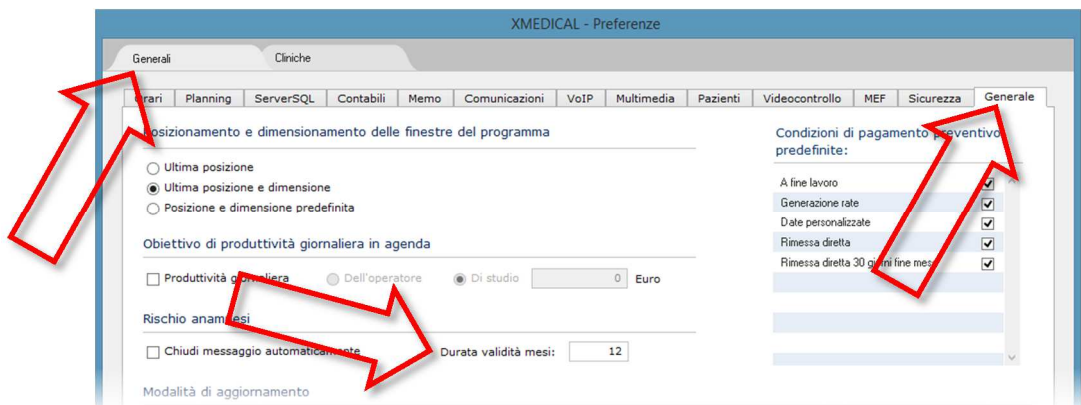 XMEDICAL - Preferenze
Generali Cliniche
Orari Planning ServerSQL Contabili Memo Comunicazioni VoIP Multimedia Pazienti Videocontrollo MEF Sicurezza Generale
Posizionamento e dimensionamento delle finestre del programma
Ultima posizione
Ultima posizione e dimensione
Posizione e dimensione predefinita
Obiettivo di produttività giornaliera in agenda
Produttività giornaliera Dell'operatore Di studio 0 Euro
Rischio anamnesi
Chiudi messaggio automaticamente Durata validità mesi: 12
Modalità di aggiornamento
Condizioni di pagamento preventivo
predefinite:
A fine lavoro
Generazione rate
Date personalizzate
Rimessa diretta
Rimessa diretta 30 giorni fine mese